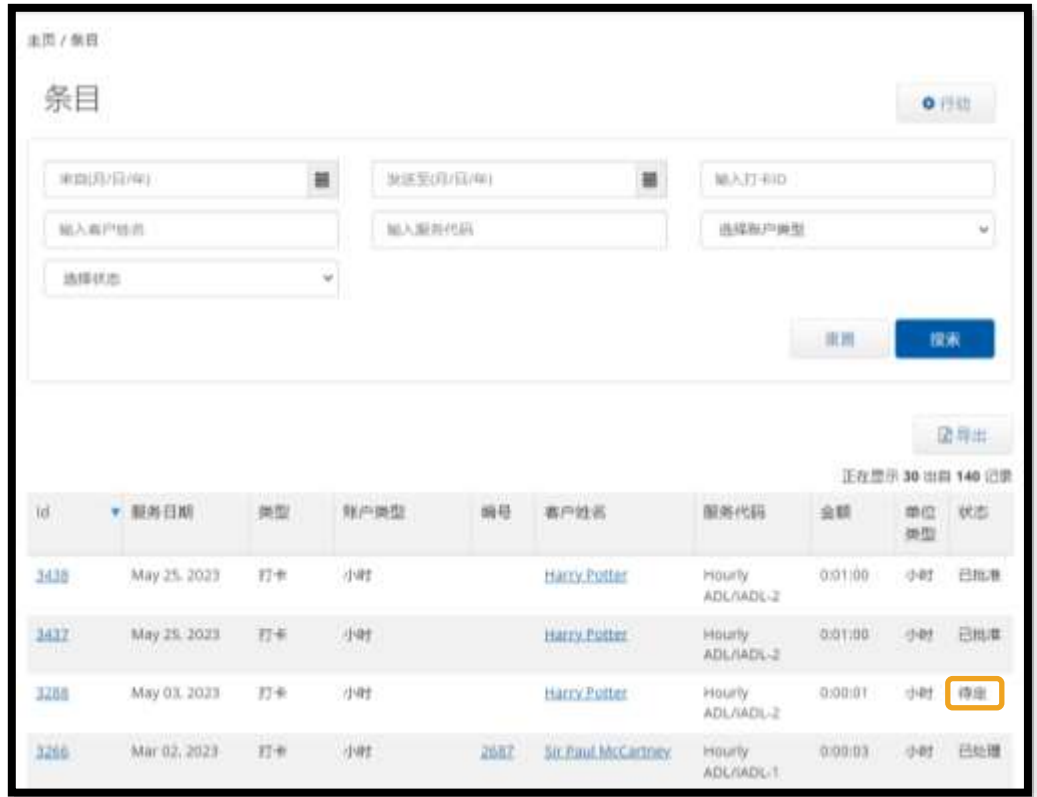 主页 / 条目
条目
行动
来自(月/日/年)
发送至(月/日/年)
输入打卡ID
输入客户姓名
输入服务代码
选择账户类型
选择状态
重置
搜索
导出
正在显示 30 出自 140 记录
id 服务日期 类型 账户类型 编号 客户姓名 服务代码 金额 单位类型 状态
3438 May 25, 2023 打卡 小时 Harry Potter Hourly 0:01:00 小时 已批准
ADL/IADL-2
3437 May 25, 2023 打卡 小时 Harry Potter Hourly 0:01:00 小时 已批准
ADL/IADL-2
3288 May 03, 2023 打卡 小时 Harry Potter Hourly 0:00:01 小时
ADL/IADL-2
3266 Mar 02, 2023 打卡 小时 2687 Sir Paul McCartney Hourly 0:00:03 小时 已处理
ADL/IADL-1